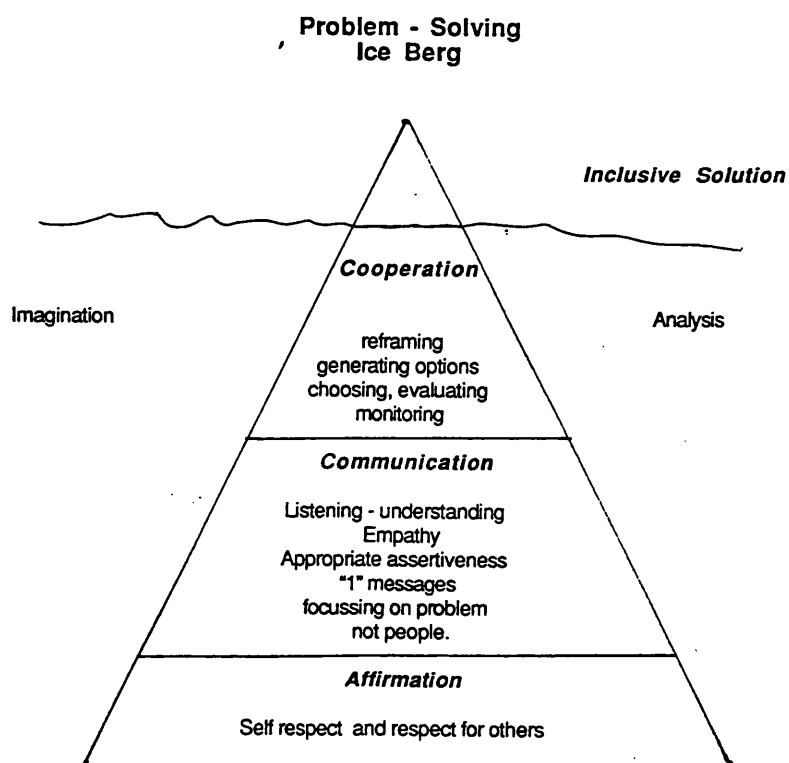 Problem - Solving
Ice Berg
Inclusive Solution
Cooperation
Imagination
Analysis
reframing
generating options
choosing, evaluating
monitoring
Communication
Listening - understanding
Empathy
Appropriate assertiveness
"1" messages
focussing on problem
not people.
Affirmation
Self respect and respect for others